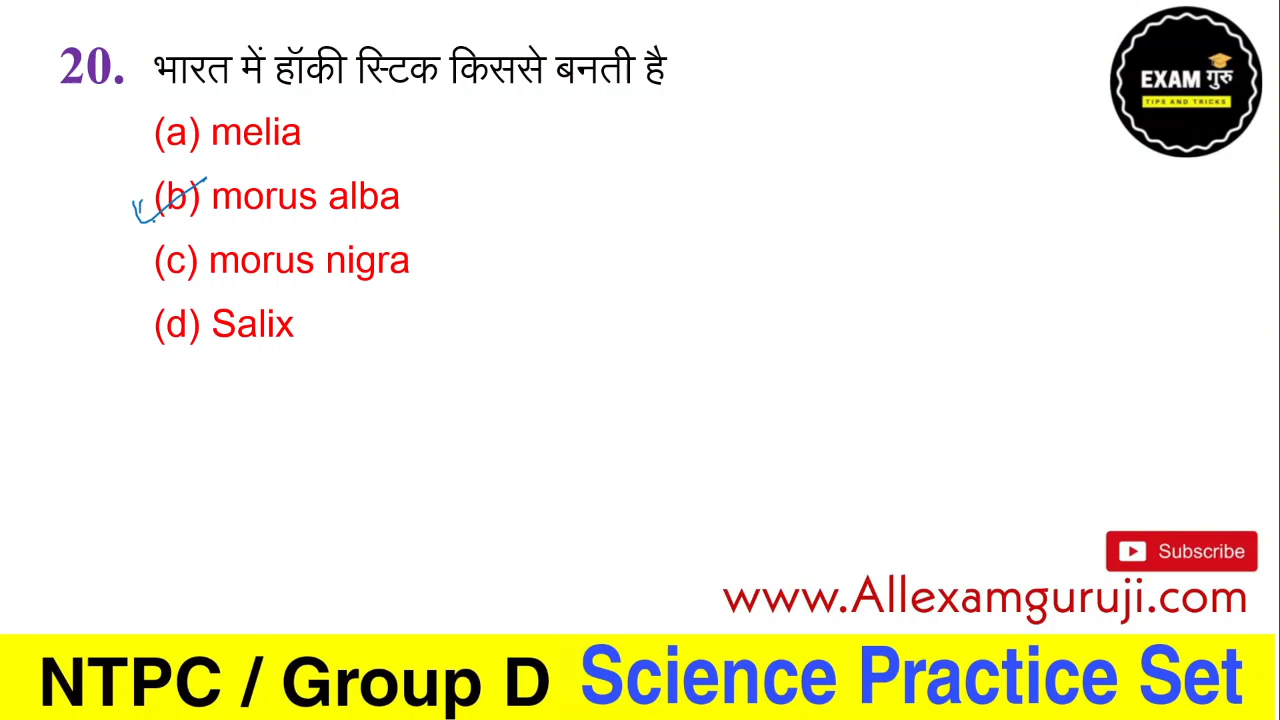 20. भारत में हॉकी स्टिक किससे बनती है
(a) melia
(b) morus alba
(c) morus nigra
(d) Salix
EXAM गुरु
TIPS AND TRICKS
Subscribe
www.Allexamguruji.com
NTPC / Group D Science Practice Set